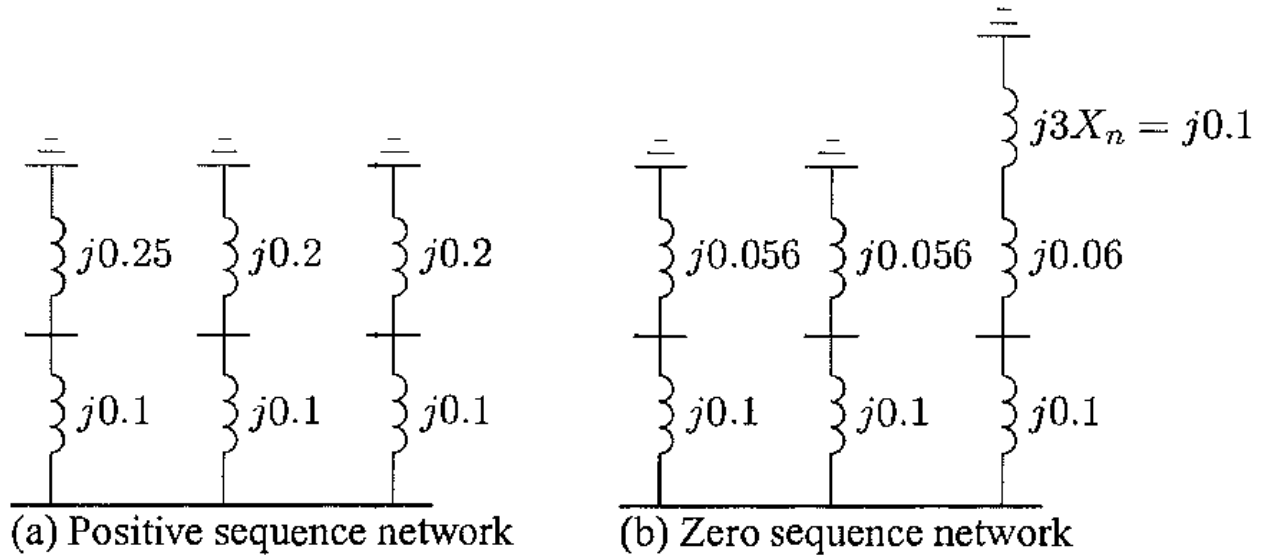 j3Xₙ = j0.1
j0.25 j0.2 j0.2 j0.056 j0.056 j0.06
j0.1 j0.1 j0.1 j0.1 j0.1 j0.1
(a) Positive sequence network (b) Zero sequence network